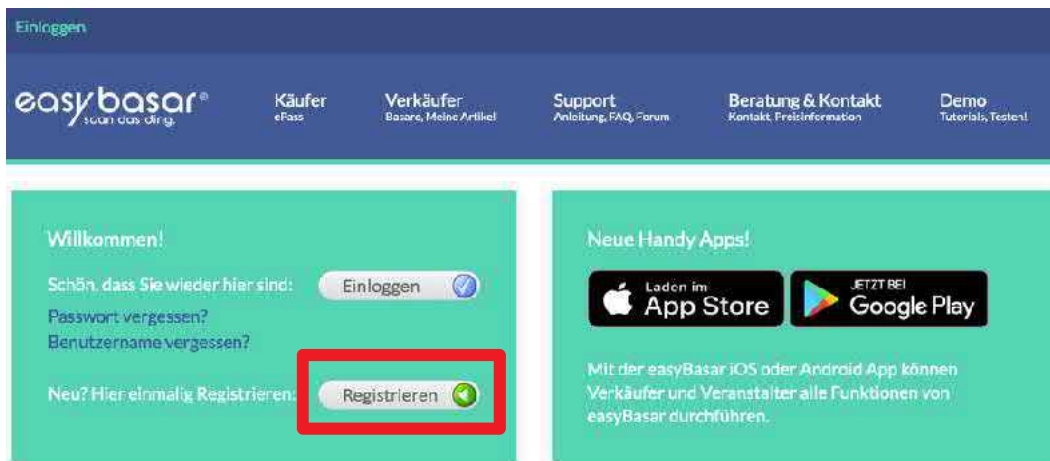 Einloggen
easybasar®
scan das ding.
Käufer
ePass
Verkäufer
Basare, Meine Artikel
Support
Anleitung, FAQ, Forum
Beratung & Kontakt
Kontakt, Preisinformation
Demo
Tutorials, Testen!
Willkommen!
Schön, dass Sie wieder hier sind:
Einloggen
Passwort vergessen?
Benutzername vergessen?
Neu? Hier einmalig Registrieren:
Registrieren
Neue Handy Apps!
Laden im
App Store
JETZT BEI
Google Play
Mit der easyBasar iOS oder Android App können
Verkäufer und Veranstalter alle Funktionen von
easyBasar durchführen.